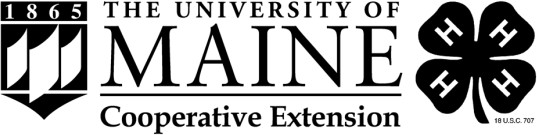 1865
THE UNIVERSITY OF
MAINE
Cooperative Extension
H H
H H
18 U.S.C. 707